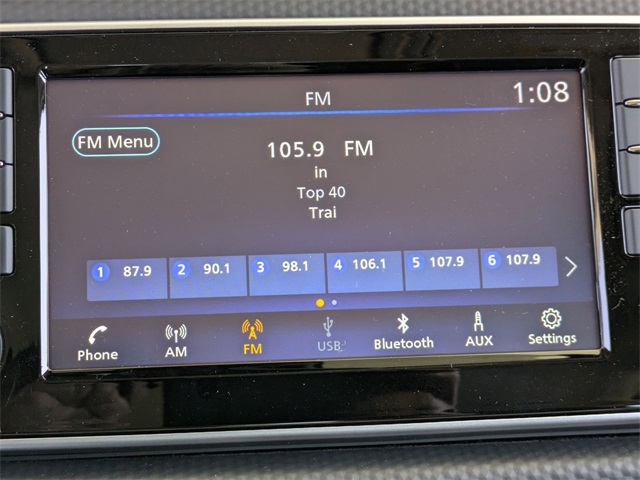 FM 1:08
FM Menu
105.9 FM
in
Top 40
Trai
1 87.9 2 90.1 3 98.1 4 106.1 5 107.9 6 107.9
Phone AM FM USB Bluetooth AUX Settings